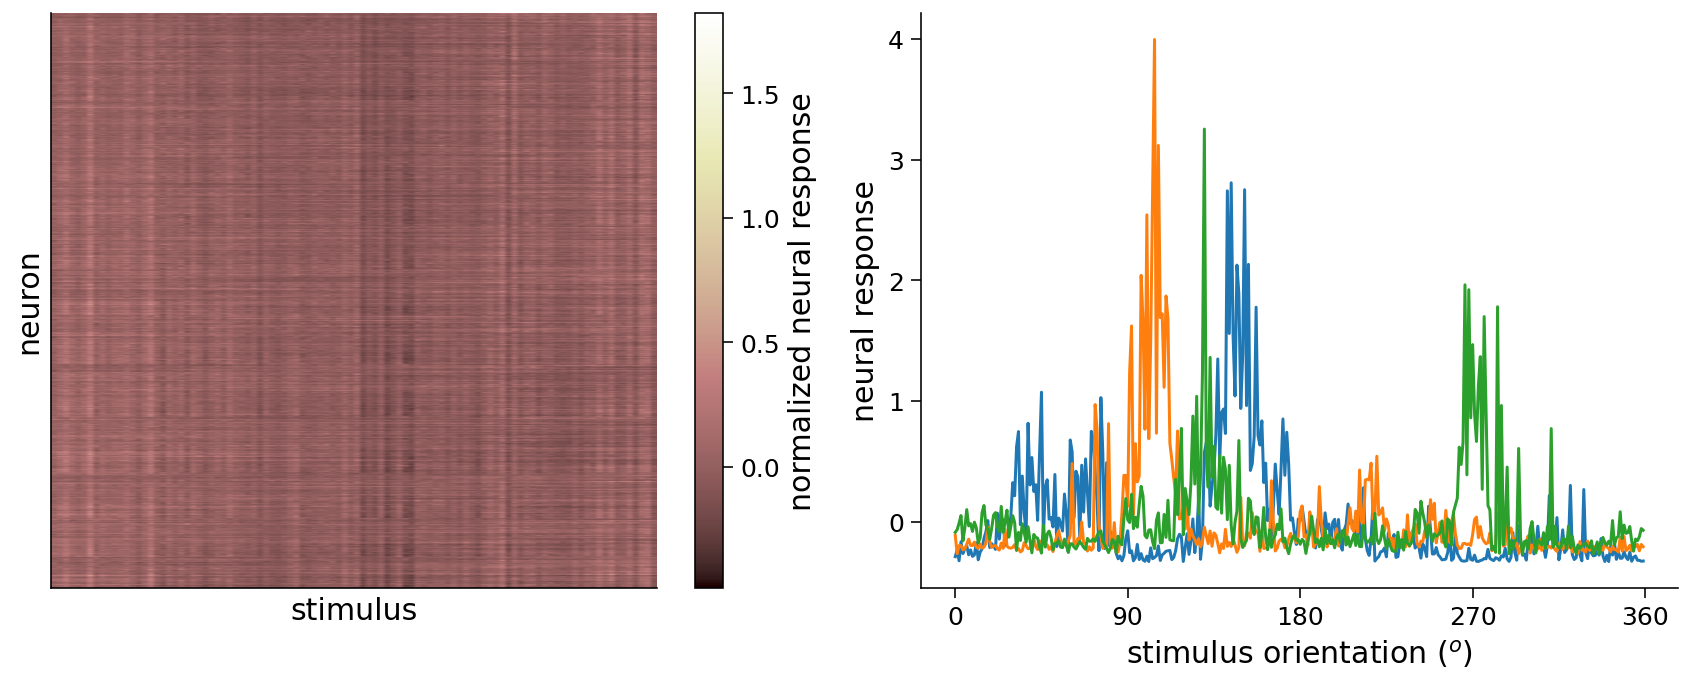 neuron
stimulus
1.5
1.0
0.5
0.0
normalized neural response
4
3
2
1
0
neural response
0 90 180 270 360
stimulus orientation (º)